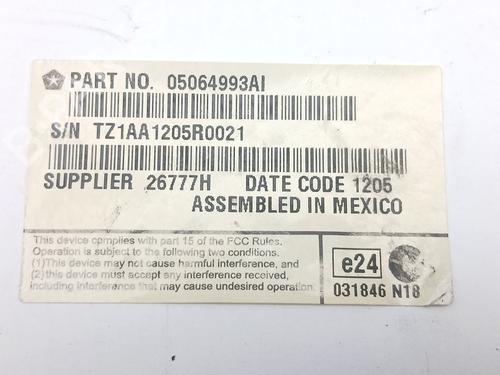 PART NO. 05064993AI
S/N TZ1AA1205R0021
SUPPLIER 26777H DATE CODE 1205
ASSEMBLED IN MEXICO
This device complies with part 15 of the FCC Rules.
Operation is subject to the following two conditions.
(1)This device may not cause harmful interference, and
(2)this device must accept any interference received,
including interference that may cause undesired operation.
e24
031846 N18